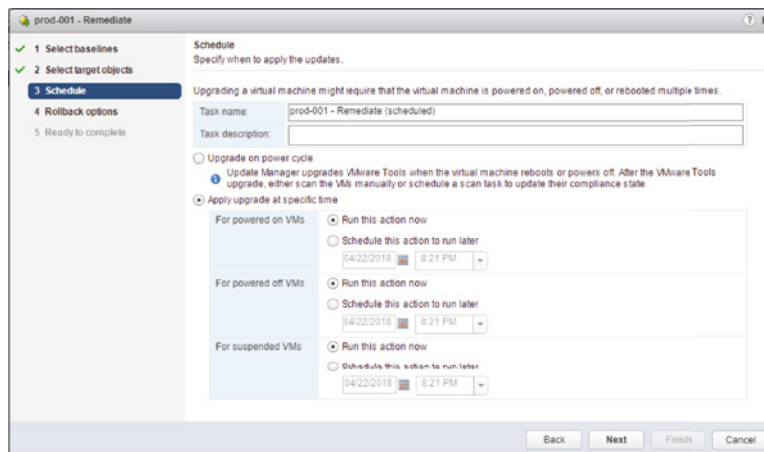 prod-001 - Remediate
1 Select baselines
2 Select target objects
3 Schedule
4 Rollback options
5 Ready to complete
Schedule
Specify when to apply the updates.
Upgrading a virtual machine might require that the virtual machine is powered on, powered off, or rebooted multiple times.
Task name: prod-001 - Remediate (scheduled)
Task description:
Upgrade on power cycle
Update Manager upgrades VMware Tools when the virtual machine reboots or powers off. After the VMware Tools
upgrade, either scan the VMs manually or schedule a scan task to update their compliance state.
Apply upgrade at specific time
For powered on VMs Run this action now
Schedule this action to run later
04/22/2018 8:21 PM
For powered off VMs Run this action now
Schedule this action to run later
04/22/2018 8:21 PM
For suspended VMs Run this action now
Schedule this action to run later
04/22/2018 8:21 PM
Back Next Finish Cancel